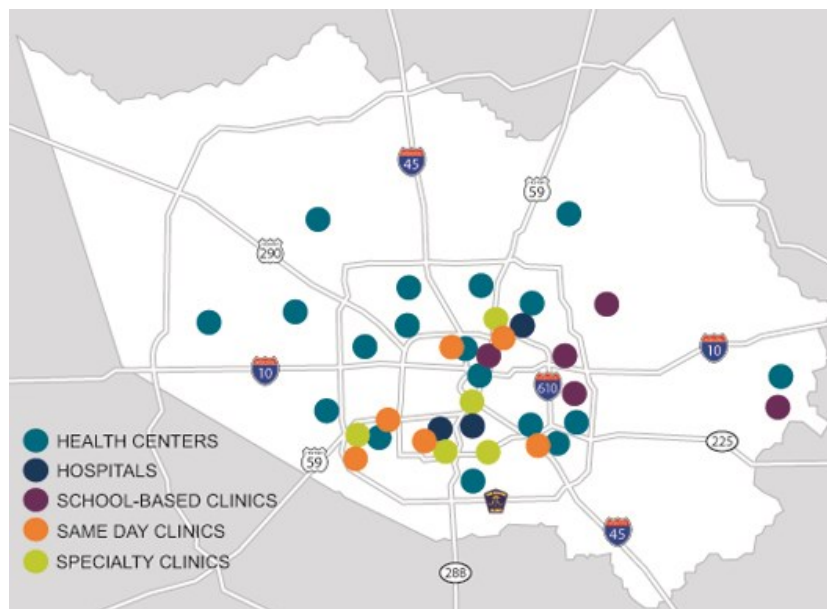 45
59
290
10
10
610
HEALTH CENTERS
HOSPITALS
SCHOOL-BASED CLINICS
SAME DAY CLINICS
SPECIALTY CLINICS
59
225
45
288